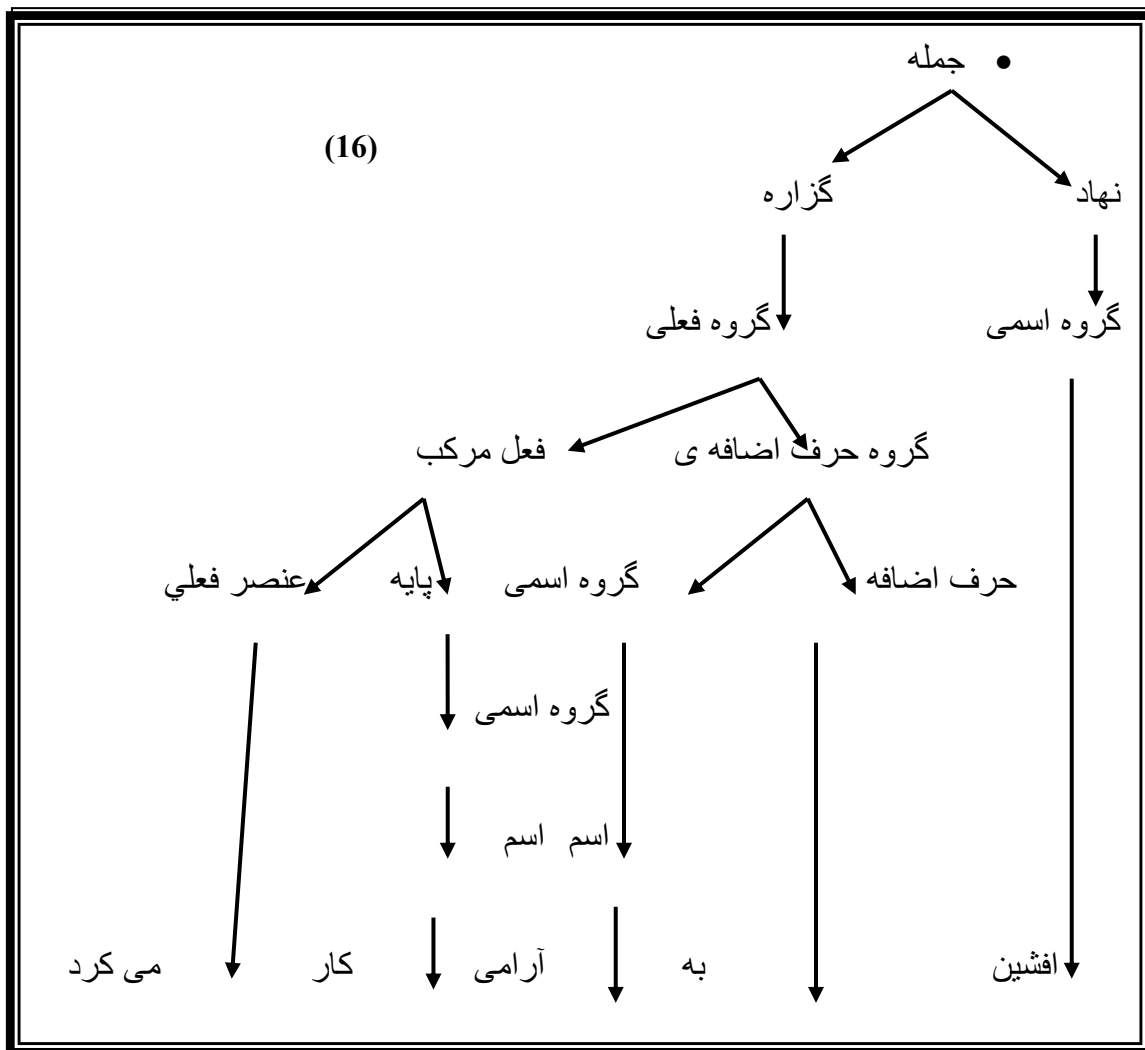 • جمله
(16)
نهاد گزاره
گروه اسمی گروه فعلی
گروه حرف اضافه ی فعل مرکب
حرف اضافه گروه اسمی پایه عنصر فعلي
گروه اسمی
اسم اسم
افشین به آرامی کار می کرد